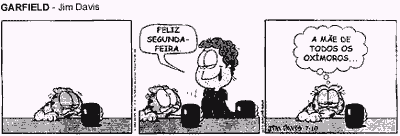 GARFIELD - Jim Davis
FELIZ
SEGUNDA-
FEIRA
A MÃE DE
TODOS OS
OXÍMOROS...
JIM DAVIS 7-10